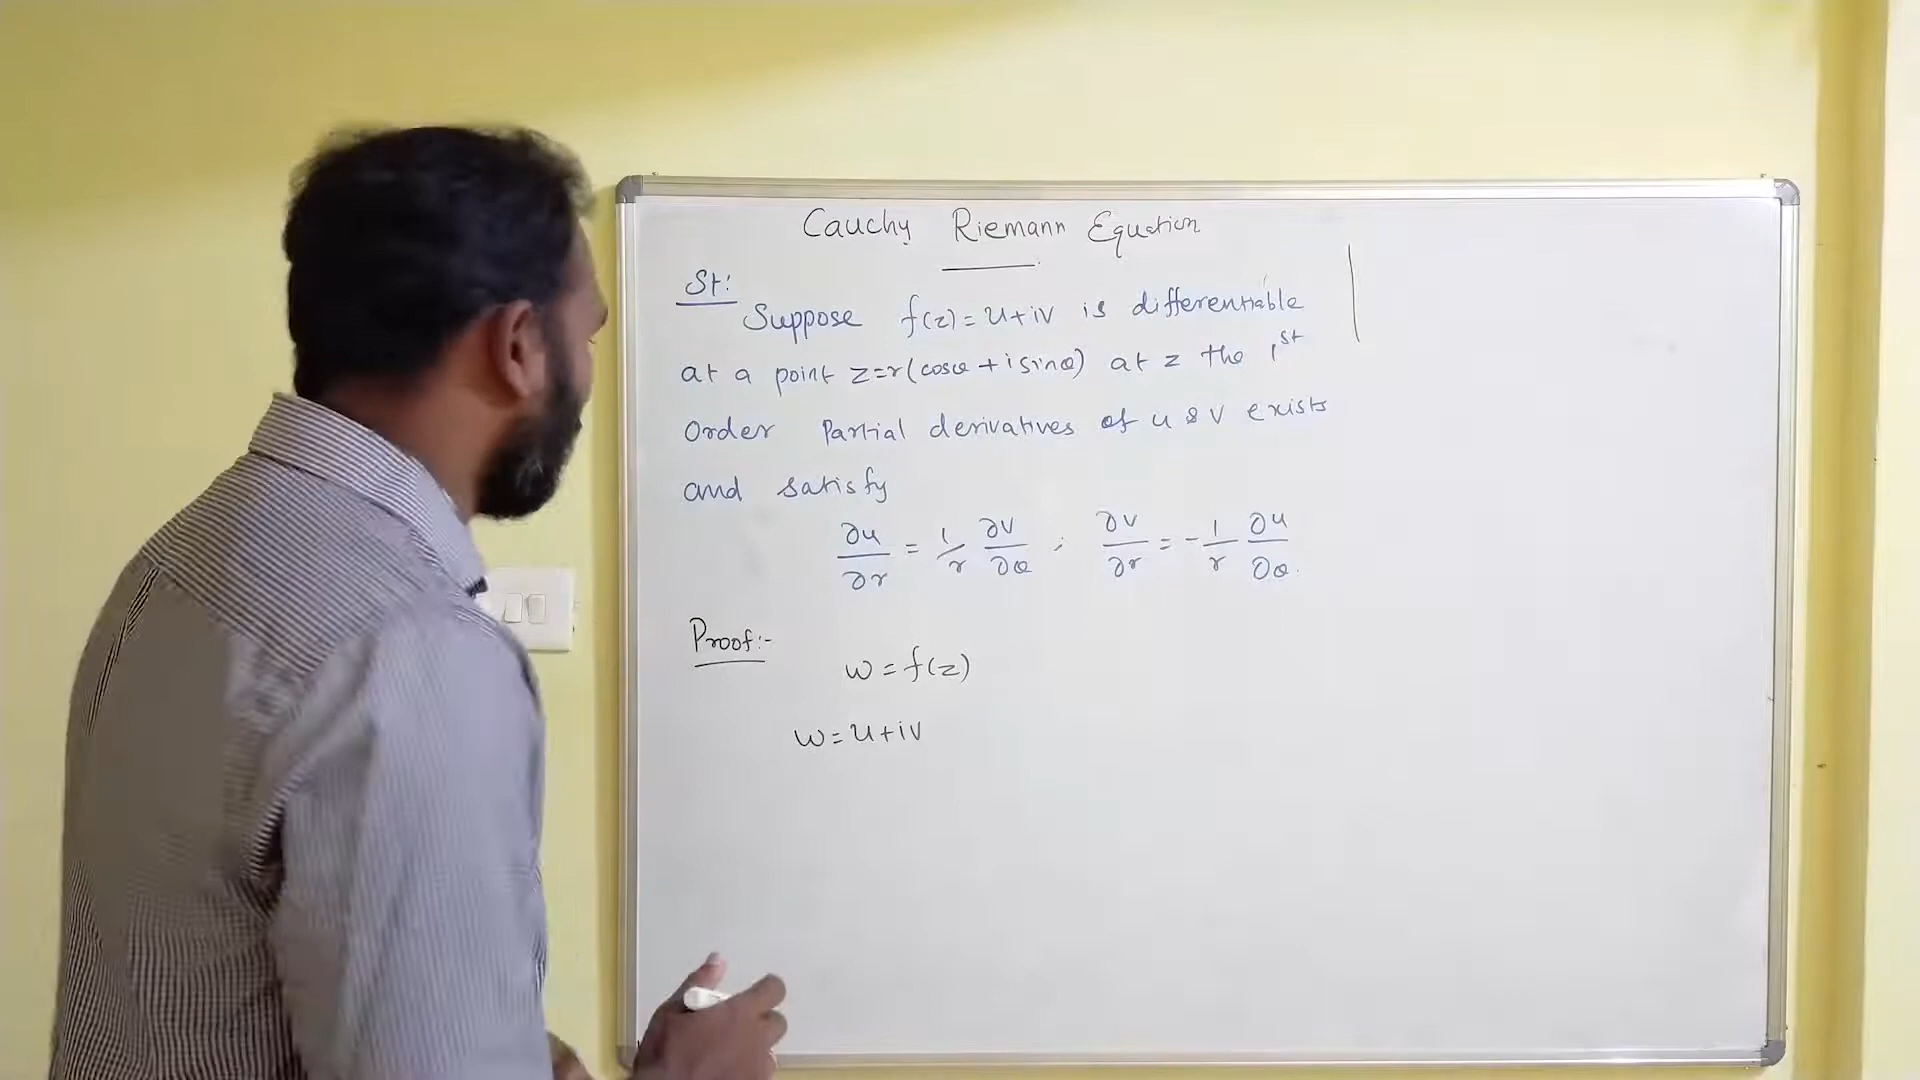 Cauchy Riemann Equation
St:
Suppose f(z) = u+iv is differentiable
at a point z=r(cosθ + i sinθ) at z the 1st
Order Partial derivatives of u & v exists
and satisfy
∂u/∂r = 1/r ∂v/∂θ ; ∂v/∂r = -1/r ∂u/∂θ.
Proof:-
w = f(z)
w = u+iv